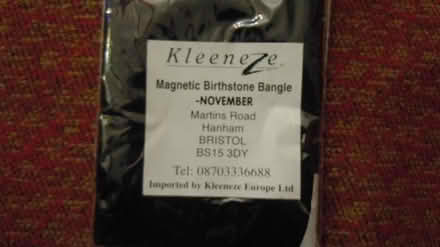 Kleeneze
Magnetic Birthstone Bangle
-NOVEMBER
Martins Road
Hanham
BRISTOL
BS15 3DY
Tel: 08703336688
Imported by Kleeneze Europe Ltd